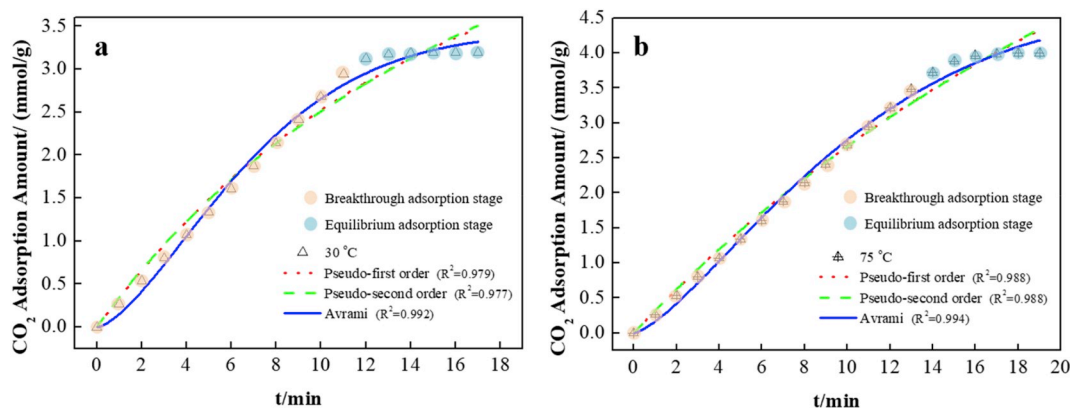 a
CO₂ Adsorption Amount/ (mmol/g)
3.5
3.0
2.5
2.0
1.5
1.0
0.5
0.0
Breakthrough adsorption stage
Equilibrium adsorption stage
30 °C
Pseudo-first order (R²=0.979)
Pseudo-second order (R²=0.977)
Avrami (R²=0.992)
0 2 4 6 8 10 12 14 16 18
t/min
b
CO₂ Adsorption Amount/ (mmol/g)
4.5
4.0
3.5
3.0
2.5
2.0
1.5
1.0
0.5
0.0
Breakthrough adsorption stage
Equilibrium adsorption stage
75 °C
Pseudo-first order (R²=0.988)
Pseudo-second order (R²=0.988)
Avrami (R²=0.994)
0 2 4 6 8 10 12 14 16 18 20
t/min